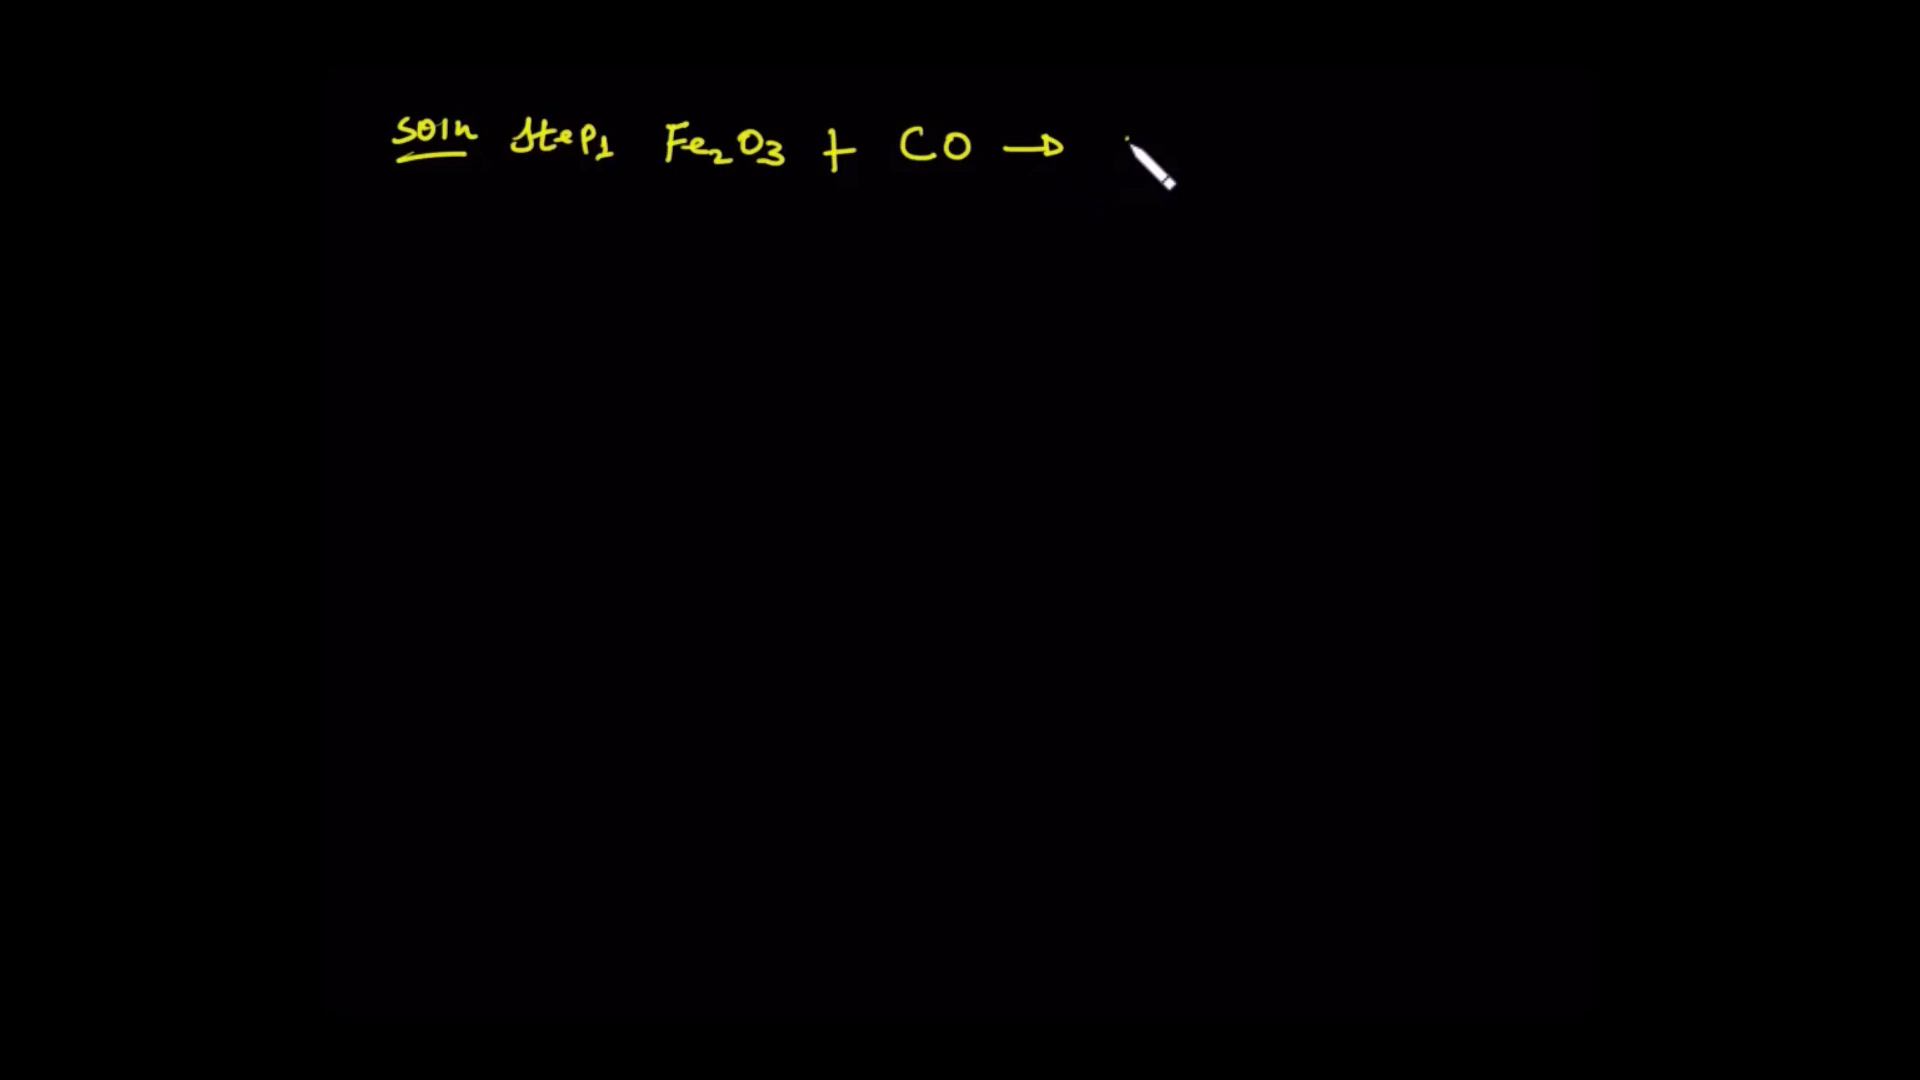 Soln Step1 Fe₂O₃ + CO →